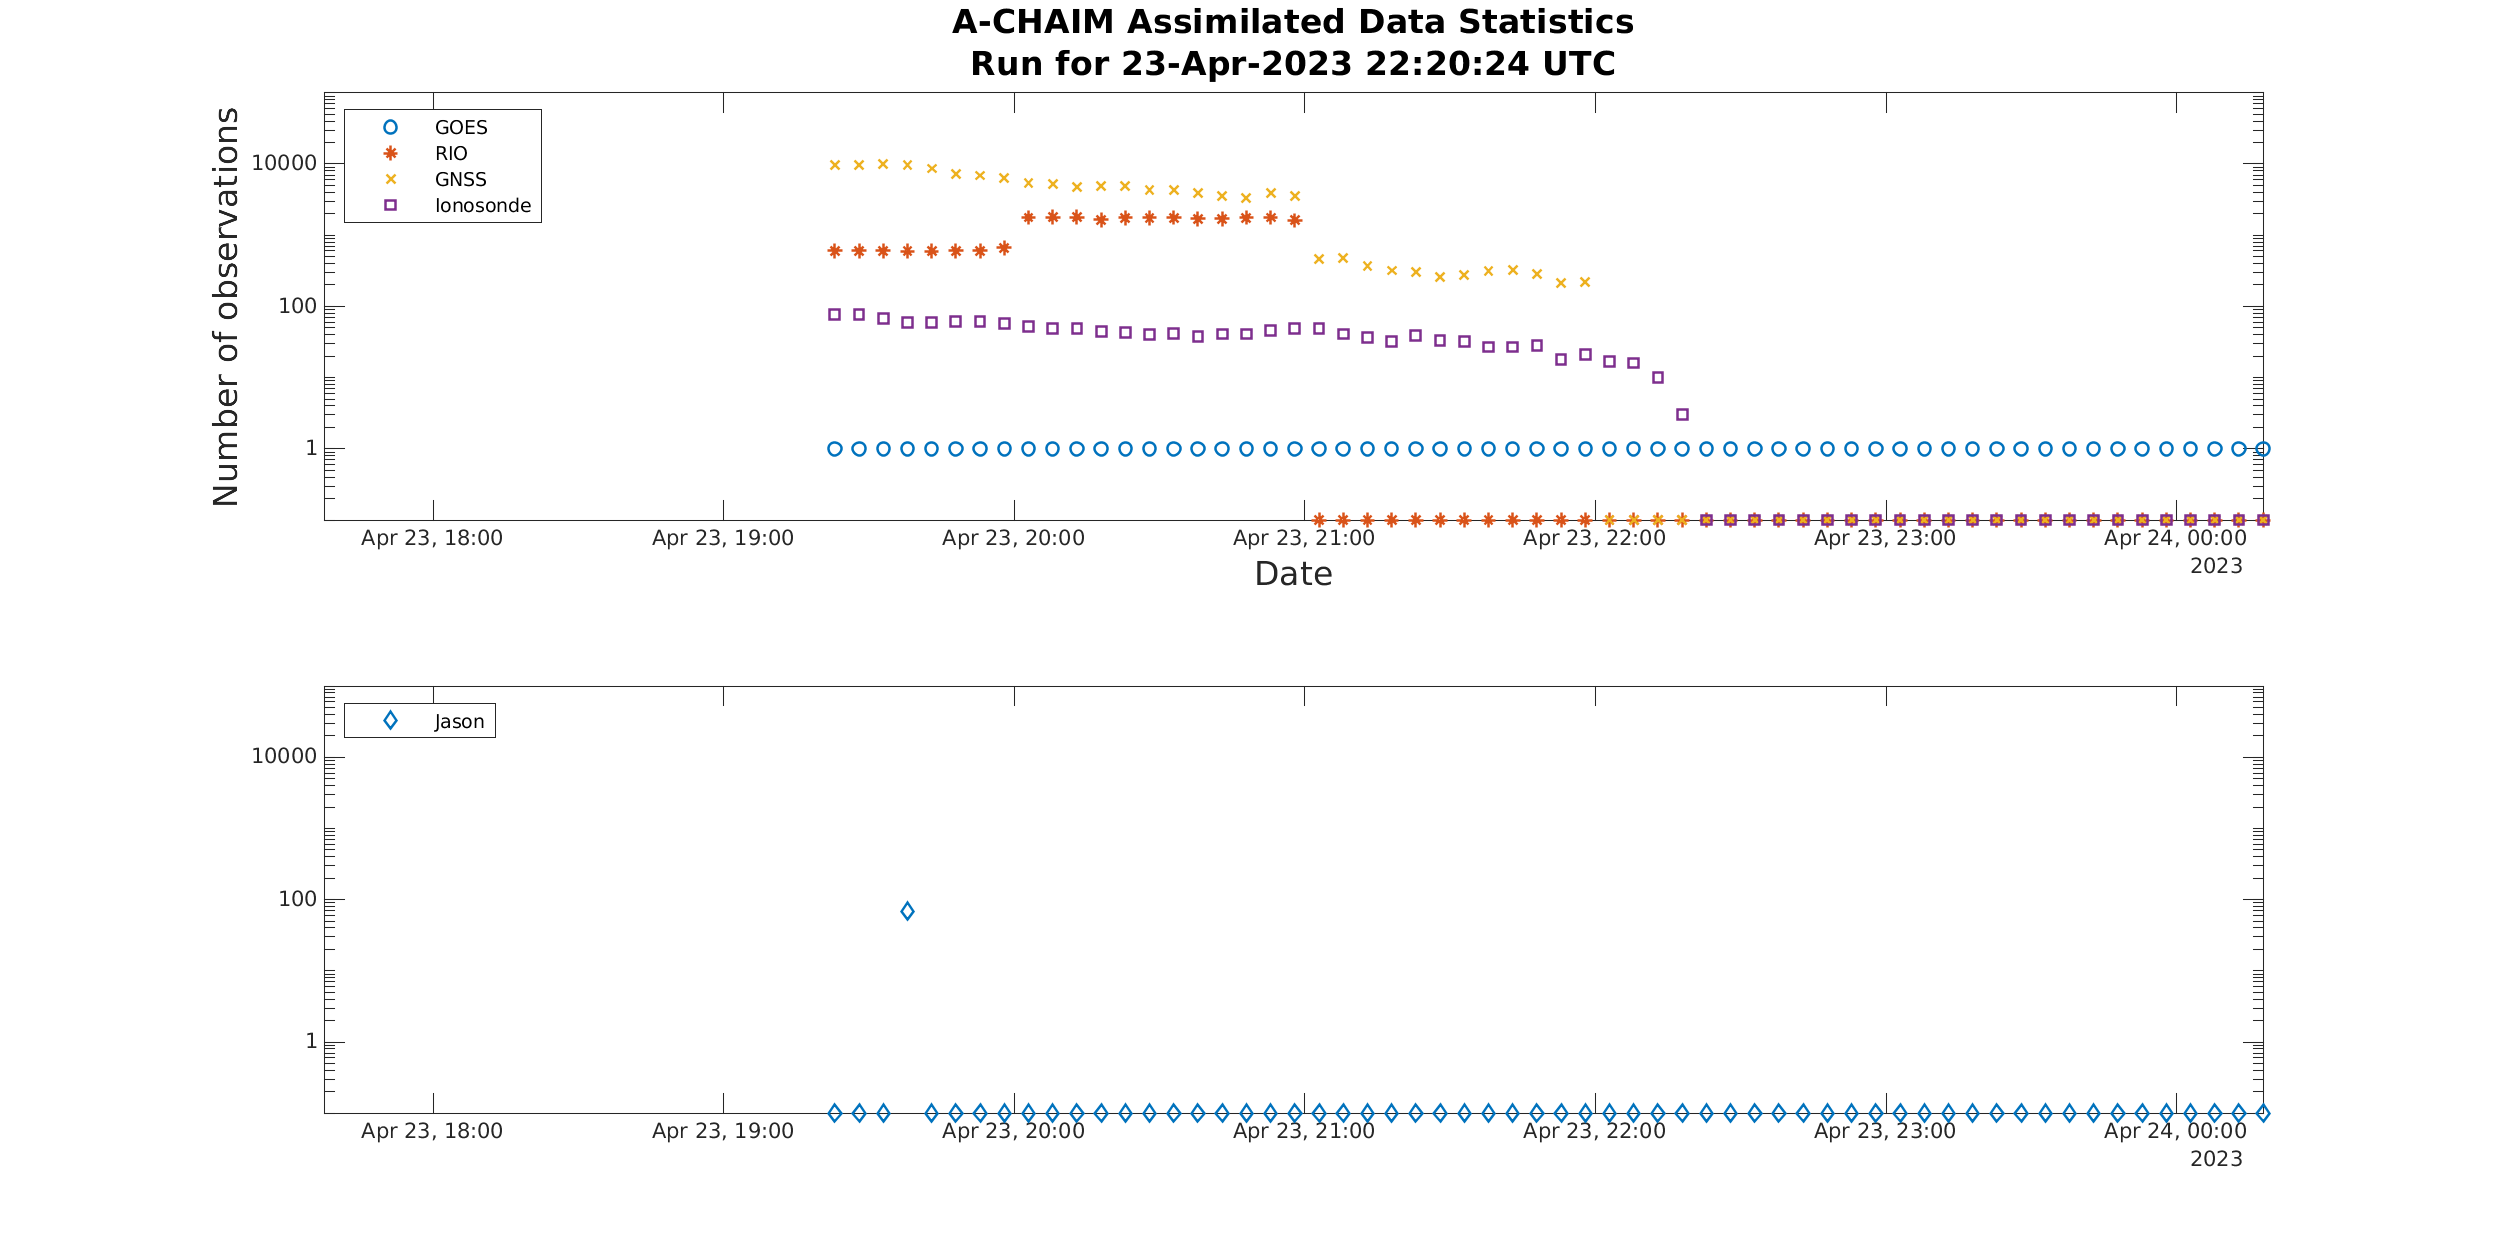 A-CHAIM Assimilated Data Statistics
Run for 23-Apr-2023 22:20:24 UTC
Number of observations
10000
100
1
GOES
RIO
GNSS
Ionosonde
Apr 23, 18:00 Apr 23, 19:00 Apr 23, 20:00 Apr 23, 21:00 Apr 23, 22:00 Apr 23, 23:00 Apr 24, 00:00
2023
Date
10000
100
1
Jason
Apr 23, 18:00 Apr 23, 19:00 Apr 23, 20:00 Apr 23, 21:00 Apr 23, 22:00 Apr 23, 23:00 Apr 24, 00:00
2023